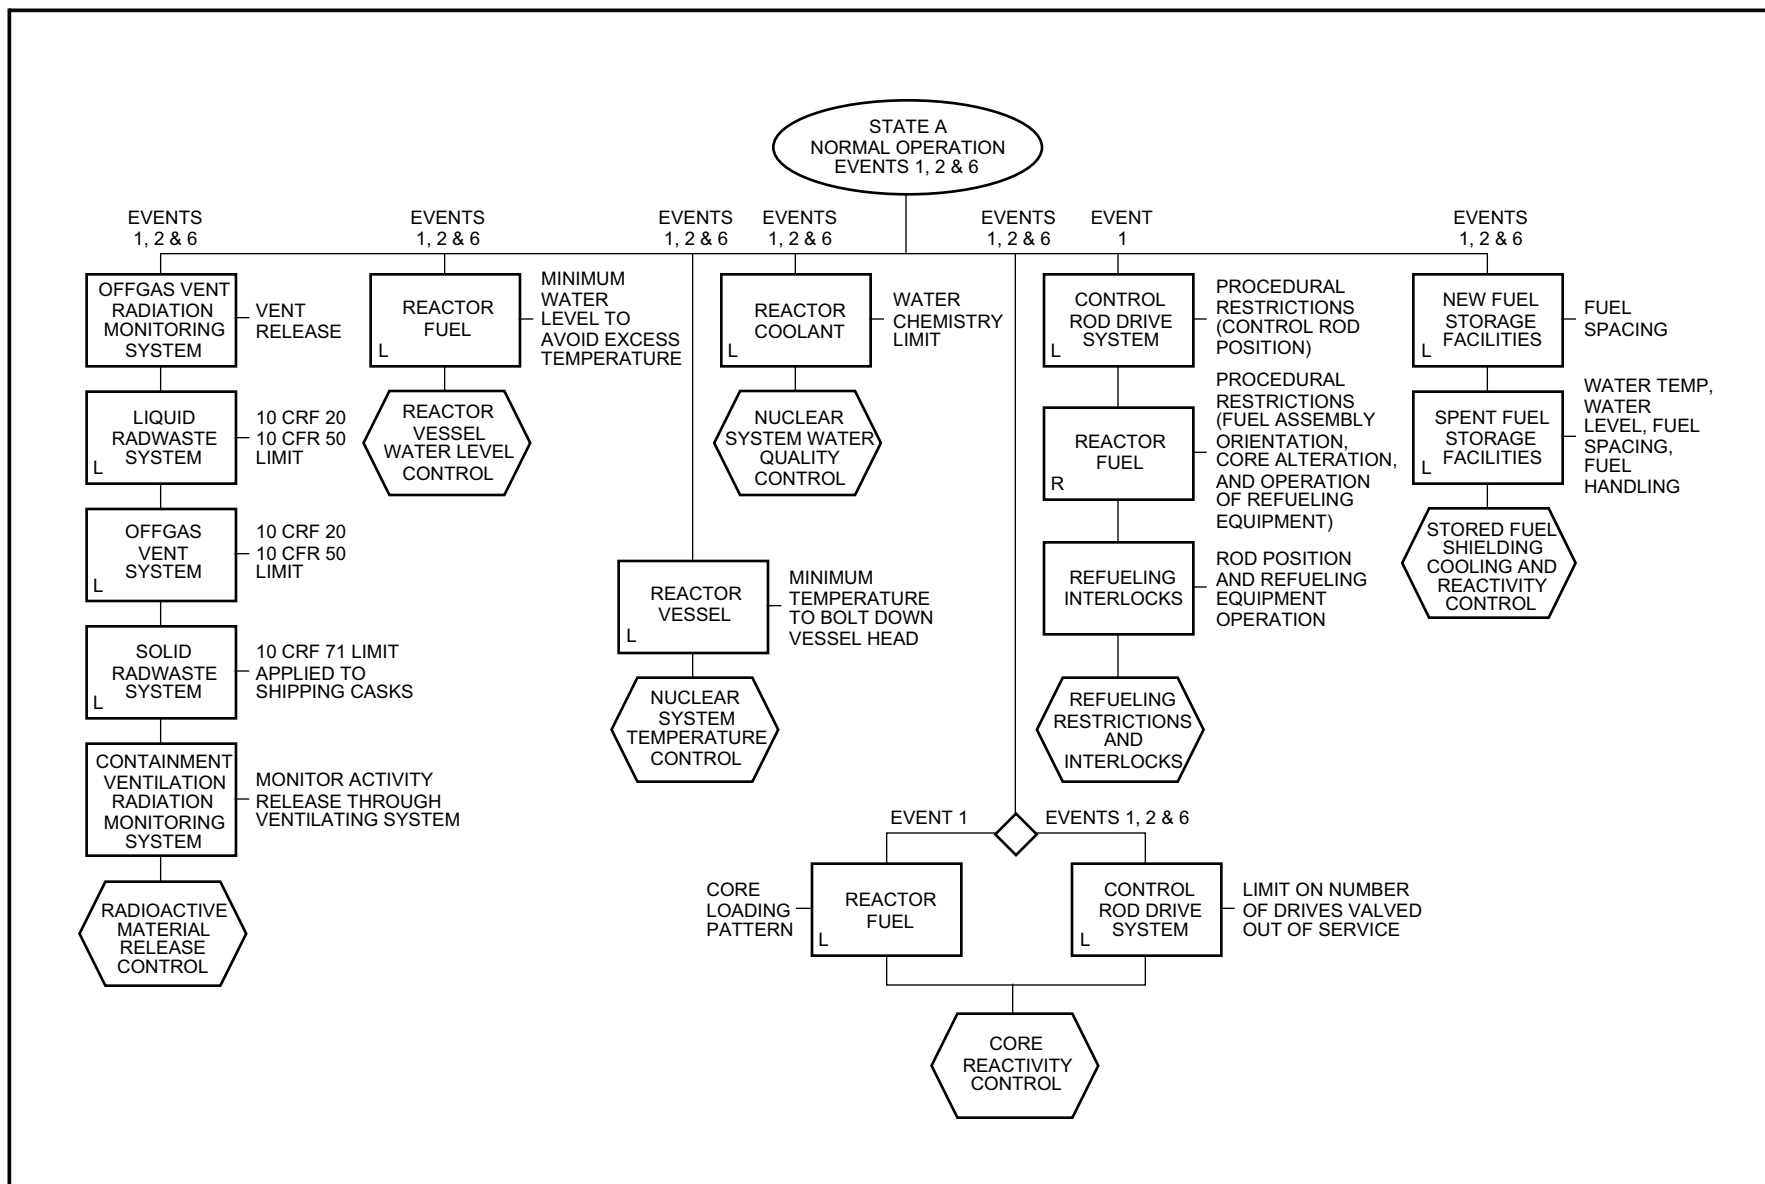 STATE A
NORMAL OPERATION
EVENTS 1, 2 & 6
EVENTS
1, 2 & 6
EVENTS
1, 2 & 6
EVENTS
1, 2 & 6
EVENTS
1, 2 & 6
EVENTS
1, 2 & 6
EVENT
1
EVENTS
1, 2 & 6
OFFGAS VENT
RADIATION
MONITORING
SYSTEM
VENT
RELEASE
LIQUID
RADWASTE
SYSTEM
L
10 CRF 20
10 CFR 50
LIMIT
OFFGAS
VENT
SYSTEM
L
10 CRF 20
10 CFR 50
LIMIT
SOLID
RADWASTE
SYSTEM
L
10 CRF 71 LIMIT
APPLIED TO
SHIPPING CASKS
CONTAINMENT
VENTILATION
RADIATION
MONITORING
SYSTEM
MONITOR ACTIVITY
RELEASE THROUGH
VENTILATING SYSTEM
RADIOACTIVE
MATERIAL
RELEASE
CONTROL
REACTOR
FUEL
L
MINIMUM
WATER
LEVEL TO
AVOID EXCESS
TEMPERATURE
REACTOR
VESSEL
WATER LEVEL
CONTROL
REACTOR
VESSEL
L
MINIMUM
TEMPERATURE
TO BOLT DOWN
VESSEL HEAD
NUCLEAR
SYSTEM
TEMPERATURE
CONTROL
REACTOR
COOLANT
L
WATER
CHEMISTRY
LIMIT
NUCLEAR
SYSTEM WATER
QUALITY
CONTROL
CONTROL
ROD DRIVE
SYSTEM
L
PROCEDURAL
RESTRICTIONS
(CONTROL ROD
POSITION)
REACTOR
FUEL
R
PROCEDURAL
RESTRICTIONS
(FUEL ASSEMBLY
ORIENTATION,
CORE ALTERATION,
AND OPERATION
OF REFUELING
EQUIPMENT)
REFUELING
INTERLOCKS
ROD POSITION
AND REFUELING
EQUIPMENT
OPERATION
REFUELING
RESTRICTIONS
AND
INTERLOCKS
NEW FUEL
STORAGE
FACILITIES
L
FUEL
SPACING
SPENT FUEL
STORAGE
FACILITIES
L
WATER TEMP,
WATER
LEVEL, FUEL
SPACING,
FUEL
HANDLING
STORED FUEL
SHIELDING
COOLING AND
REACTIVITY
CONTROL
EVENT 1
EVENTS 1, 2 & 6
CORE
LOADING
PATTERN
REACTOR
FUEL
L
CONTROL
ROD DRIVE
SYSTEM
L
LIMIT ON NUMBER
OF DRIVES VALVED
OUT OF SERVICE
CORE
REACTIVITY
CONTROL